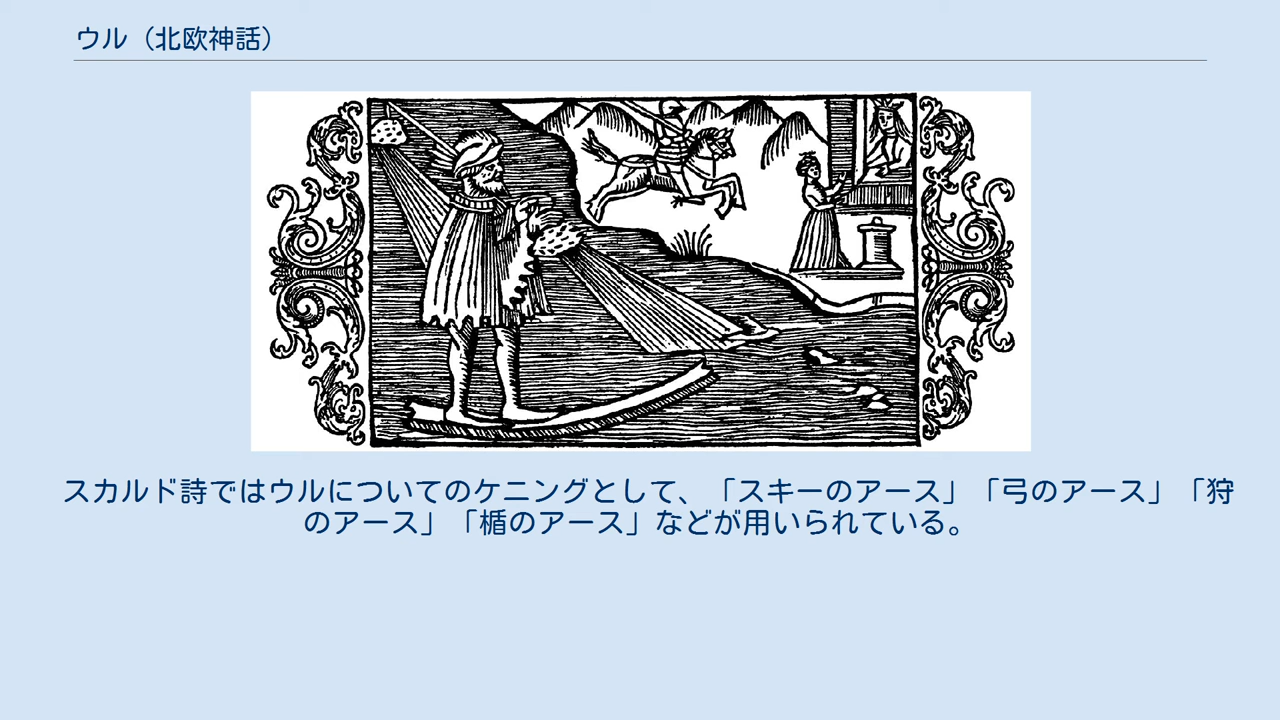 ウル（北欧神話）
スカルド詩ではウルについてのケニングとして、「スキーのアース」「弓のアース」「狩
のアース」「楯のアース」などが用いられている。